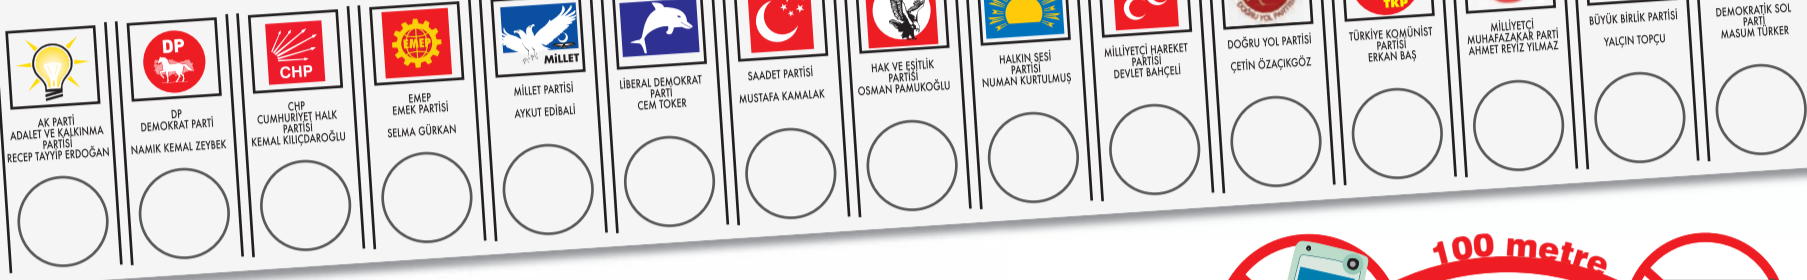 AK PARTİ
ADALET VE KALKINMA
PARTİSİ
RECEP TAYYİP ERDOĞAN
DP
DP
DEMOKRAT PARTİ
NAMIK KEMAL ZEYBEK
CHP
CHP
CUMHURİYET HALK
PARTİSİ
KEMAL KILIÇDAROĞLU
EMEP
EMEP
EMEK PARTİSİ
SELMA GÜRKAN
MiLLET
MİLLET PARTİSİ
AYKUT EDİBALİ
LİBERAL DEMOKRAT
PARTİ
CEM TOKER
SAADET PARTİSİ
MUSTAFA KAMALAK
HAK VE EŞİTLİK
PARTİSİ
OSMAN PAMUKOĞLU
HALKIN SESİ
PARTİSİ
NUMAN KURTULMUŞ
MİLLİYETÇİ HAREKET
PARTİSİ
DEVLET BAHÇELİ
DOĞRU YOL PARTİSİ
DOĞRU YOL PARTİSİ
ÇETİN ÖZAÇIKGÖZ
TKP
TÜRKİYE KOMÜNİST
PARTİSİ
ERKAN BAŞ
MİLLİYETÇİ
MUHAFAZAKAR PARTİ
AHMET REYİZ YILMAZ
BÜYÜK BİRLİK PARTİSİ
YALÇIN TOPÇU
DEMOKRATİK SOL
PARTİ
MASUM TÜRKER
100 metre